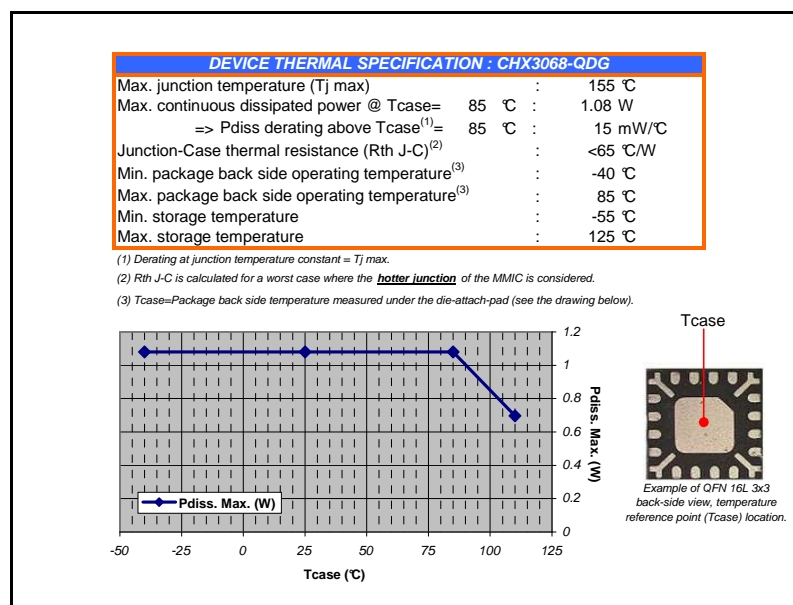 DEVICE THERMAL SPECIFICATION : CHX3068-QDG
Max. junction temperature (Tj max) : 155 °C
Max. continuous dissipated power @ Tcase= 85 °C : 1.08 W
=> Pdiss derating above Tcase(1)= 85 °C : 15 mW/°C
Junction-Case thermal resistance (Rth J-C)(2) : <65 °C/W
Min. package back side operating temperature(3) : -40 °C
Max. package back side operating temperature(3) : 85 °C
Min. storage temperature : -55 °C
Max. storage temperature : 125 °C
(1) Derating at junction temperature constant = Tj max.
(2) Rth J-C is calculated for a worst case where the hotter junction of the MMIC is considered.
(3) Tcase=Package back side temperature measured under the die-attach-pad (see the drawing below).
1.2
1
0.8
0.6
0.4
0.2
0
Pdiss. Max. (W)
Pdiss. Max. (W)
-50 -25 0 25 50 75 100 125
Tcase (°C)
Tcase
Example of QFN 16L 3x3
back-side view, temperature
reference point (Tcase) location.